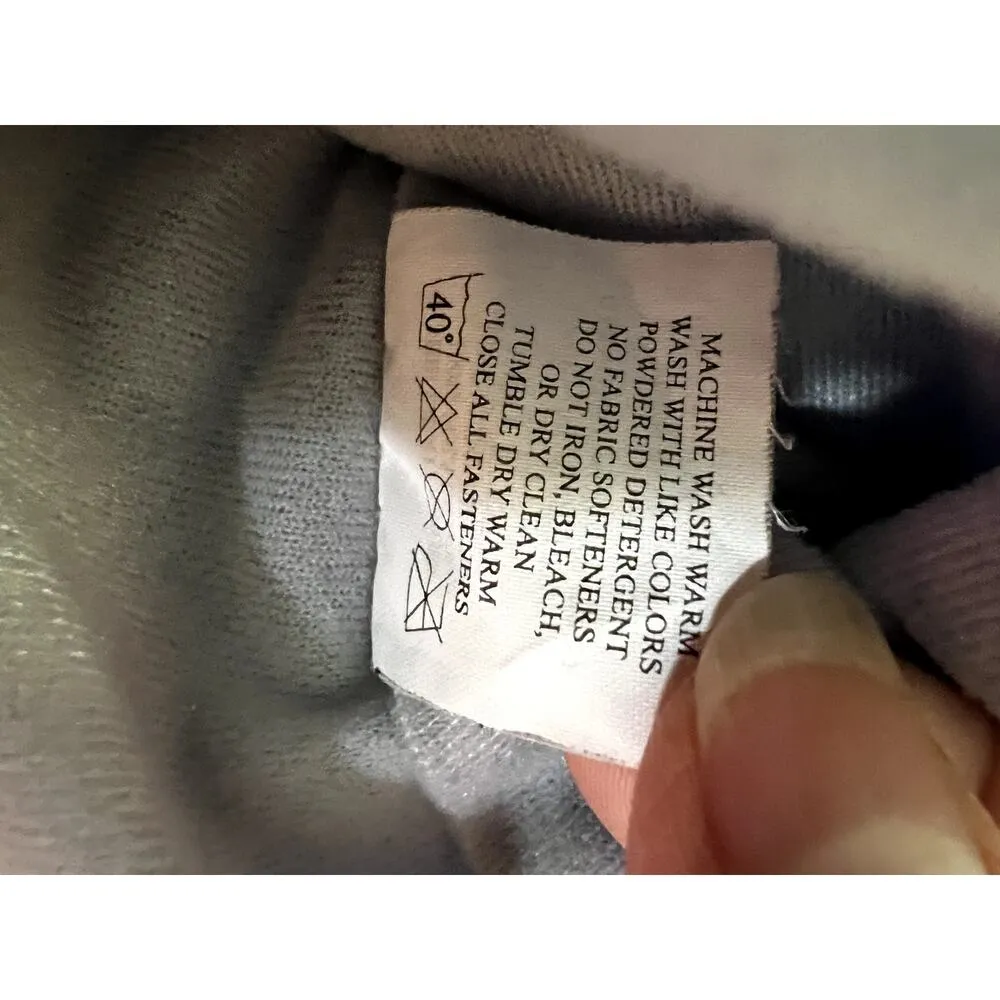 MACHINE WASH WARM
WASH WITH LIKE COLORS
POWDERED DETERGENT
NO FABRIC SOFTENERS
DO NOT IRON, BLEACH,
OR DRY CLEAN
TUMBLE DRY WARM
CLOSE ALL FASTENERS
40°